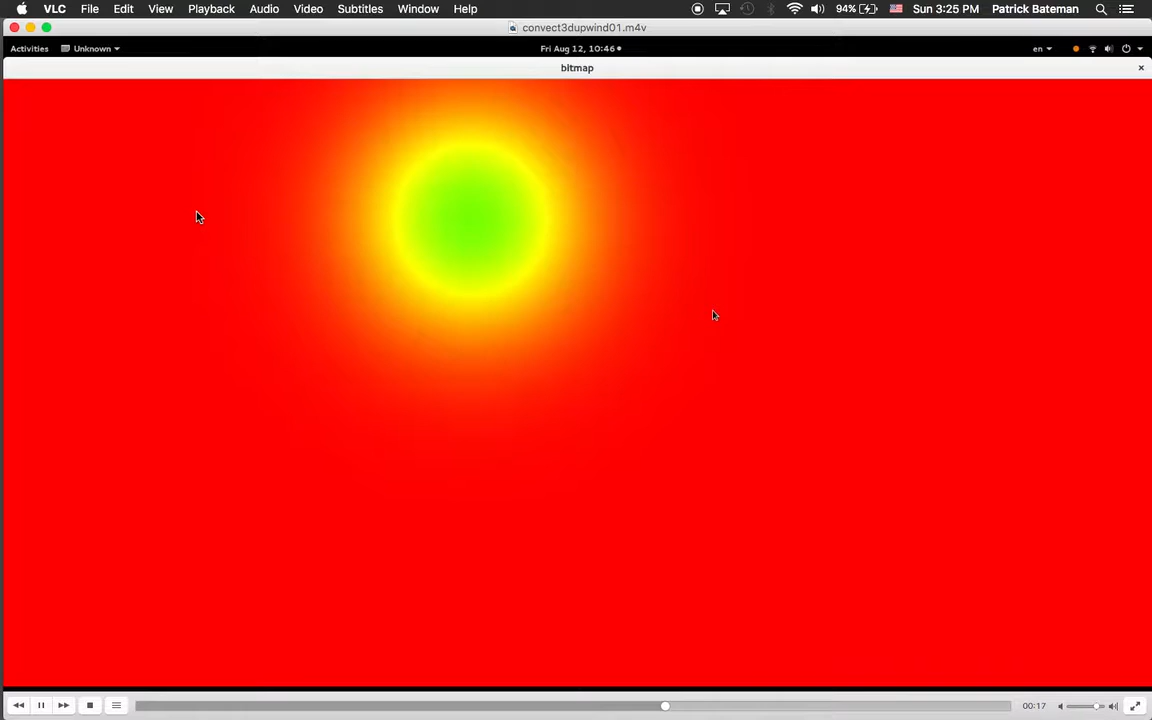 VLC File Edit View Playback Audio Video Subtitles Window Help 94% Sun 3:25 PM Patrick Bateman
convect3dupwind01.m4v
Activities Unknown Fri Aug 12, 10:46 en
bitmap
00:17